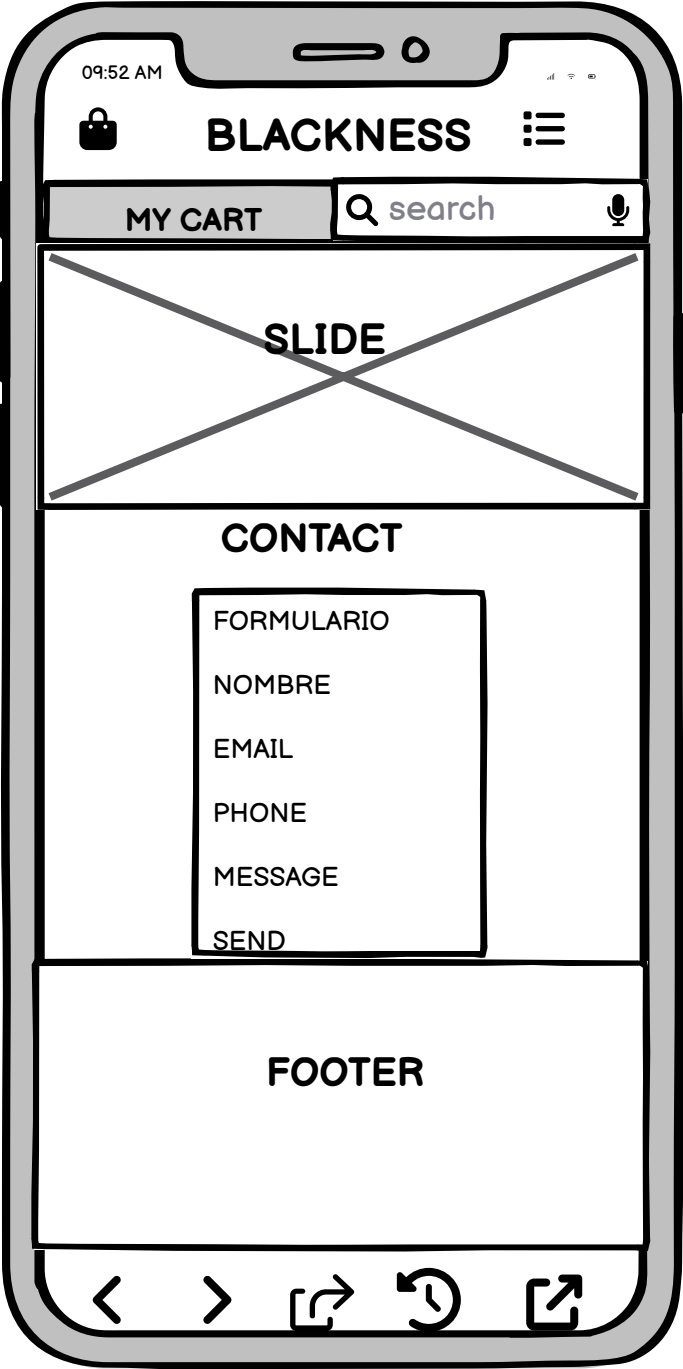 09:52 AM
BLACKNESS
MY CART
search
SLIDE
CONTACT
FORMULARIO
NOMBRE
EMAIL
PHONE
MESSAGE
SEND
FOOTER